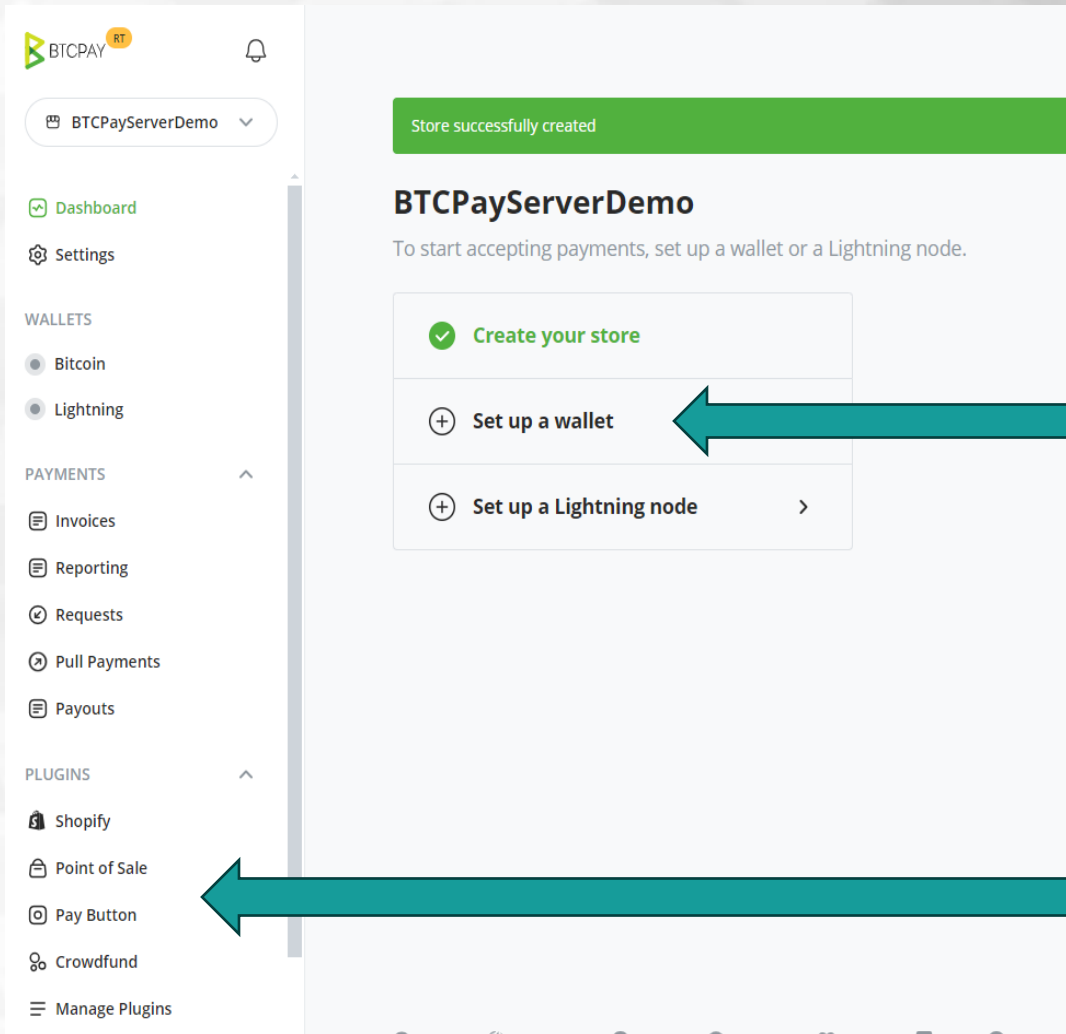 BTCPAY RT
BTCPayServerDemo
Dashboard
Settings
WALLETS
Bitcoin
Lightning
PAYMENTS
Invoices
Reporting
Requests
Pull Payments
Payouts
PLUGINS
Shopify
Point of Sale
Pay Button
Crowdfund
Manage Plugins
Store successfully created
BTCPayServerDemo
To start accepting payments, set up a wallet or a Lightning node.
Create your store
Set up a wallet
Set up a Lightning node